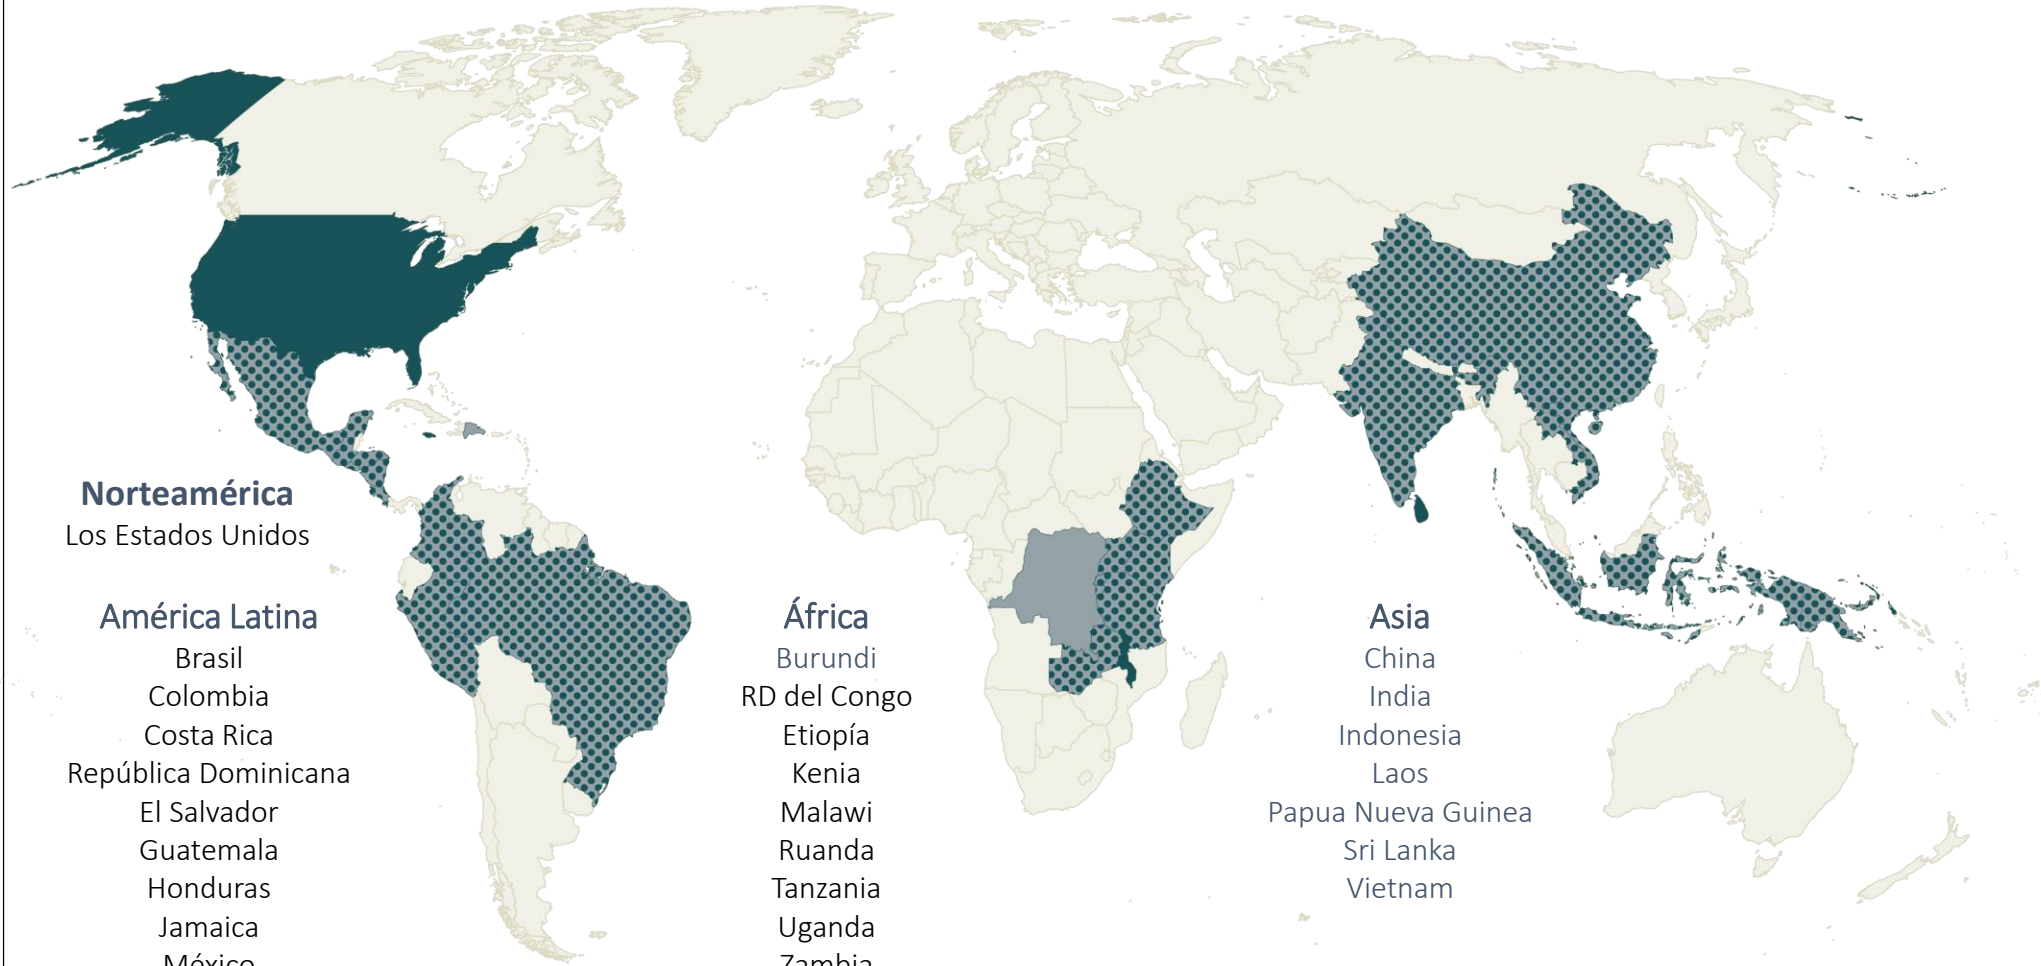 Norteamérica
Los Estados Unidos
América Latina
Brasil
Colombia
Costa Rica
República Dominicana
El Salvador
Guatemala
Honduras
Jamaica
México
África
Burundi
RD del Congo
Etiopía
Kenia
Malawi
Ruanda
Tanzania
Uganda
Zambia
Asia
China
India
Indonesia
Laos
Papua Nueva Guinea
Sri Lanka
Vietnam